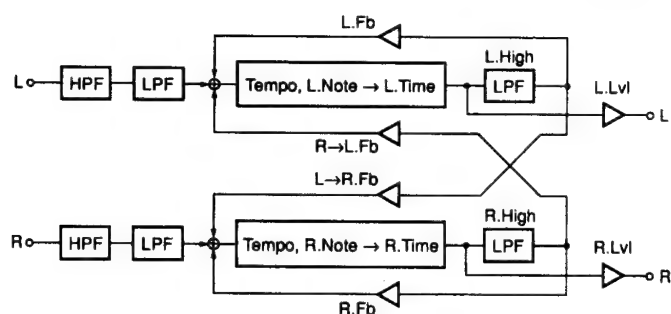 L.Fb
L.High
L.Lvl
L
HPF
LPF
Tempo, L.Note → L.Time
LPF
L
R→L.Fb
L→R.Fb
R.High
R.Lvl
R
HPF
LPF
Tempo, R.Note → R.Time
LPF
R
R.Fb